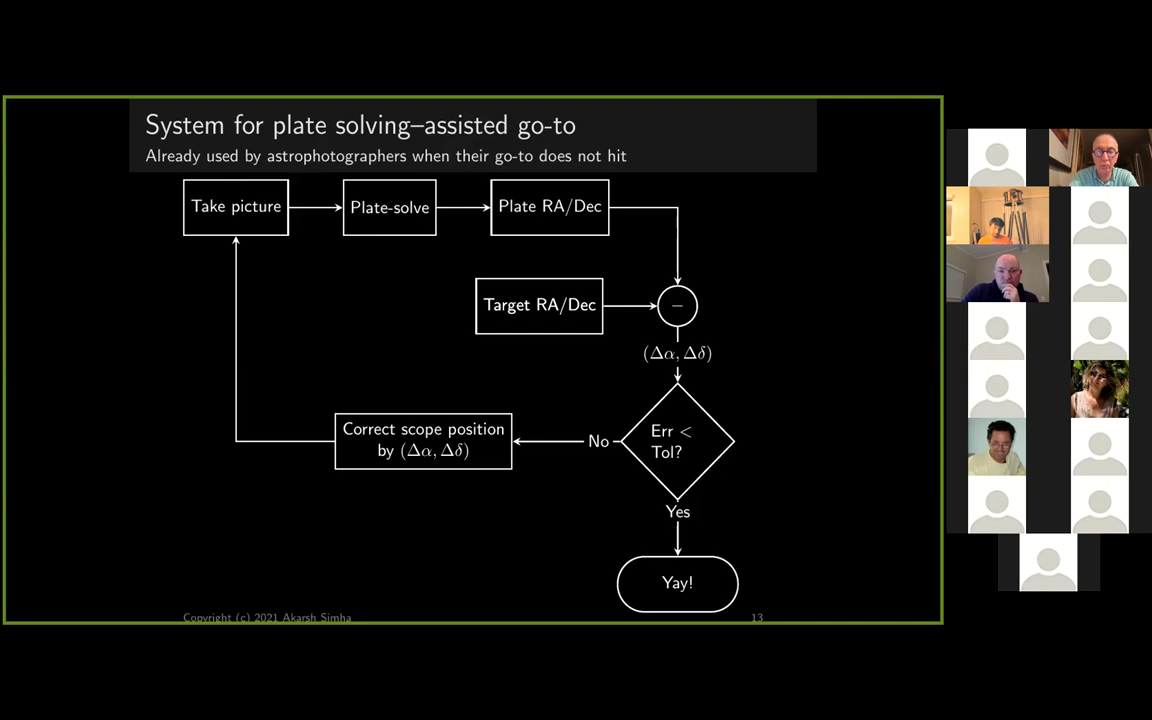 System for plate solving–assisted go-to
Already used by astrophotographers when their go-to does not hit
Take picture
Plate-solve
Plate RA/Dec
Target RA/Dec
−
(Δα, Δδ)
Err <
Tol?
No
Correct scope position
by (Δα, Δδ)
Yes
Yay!
Copyright (c) 2021 Akarsh Simha
13